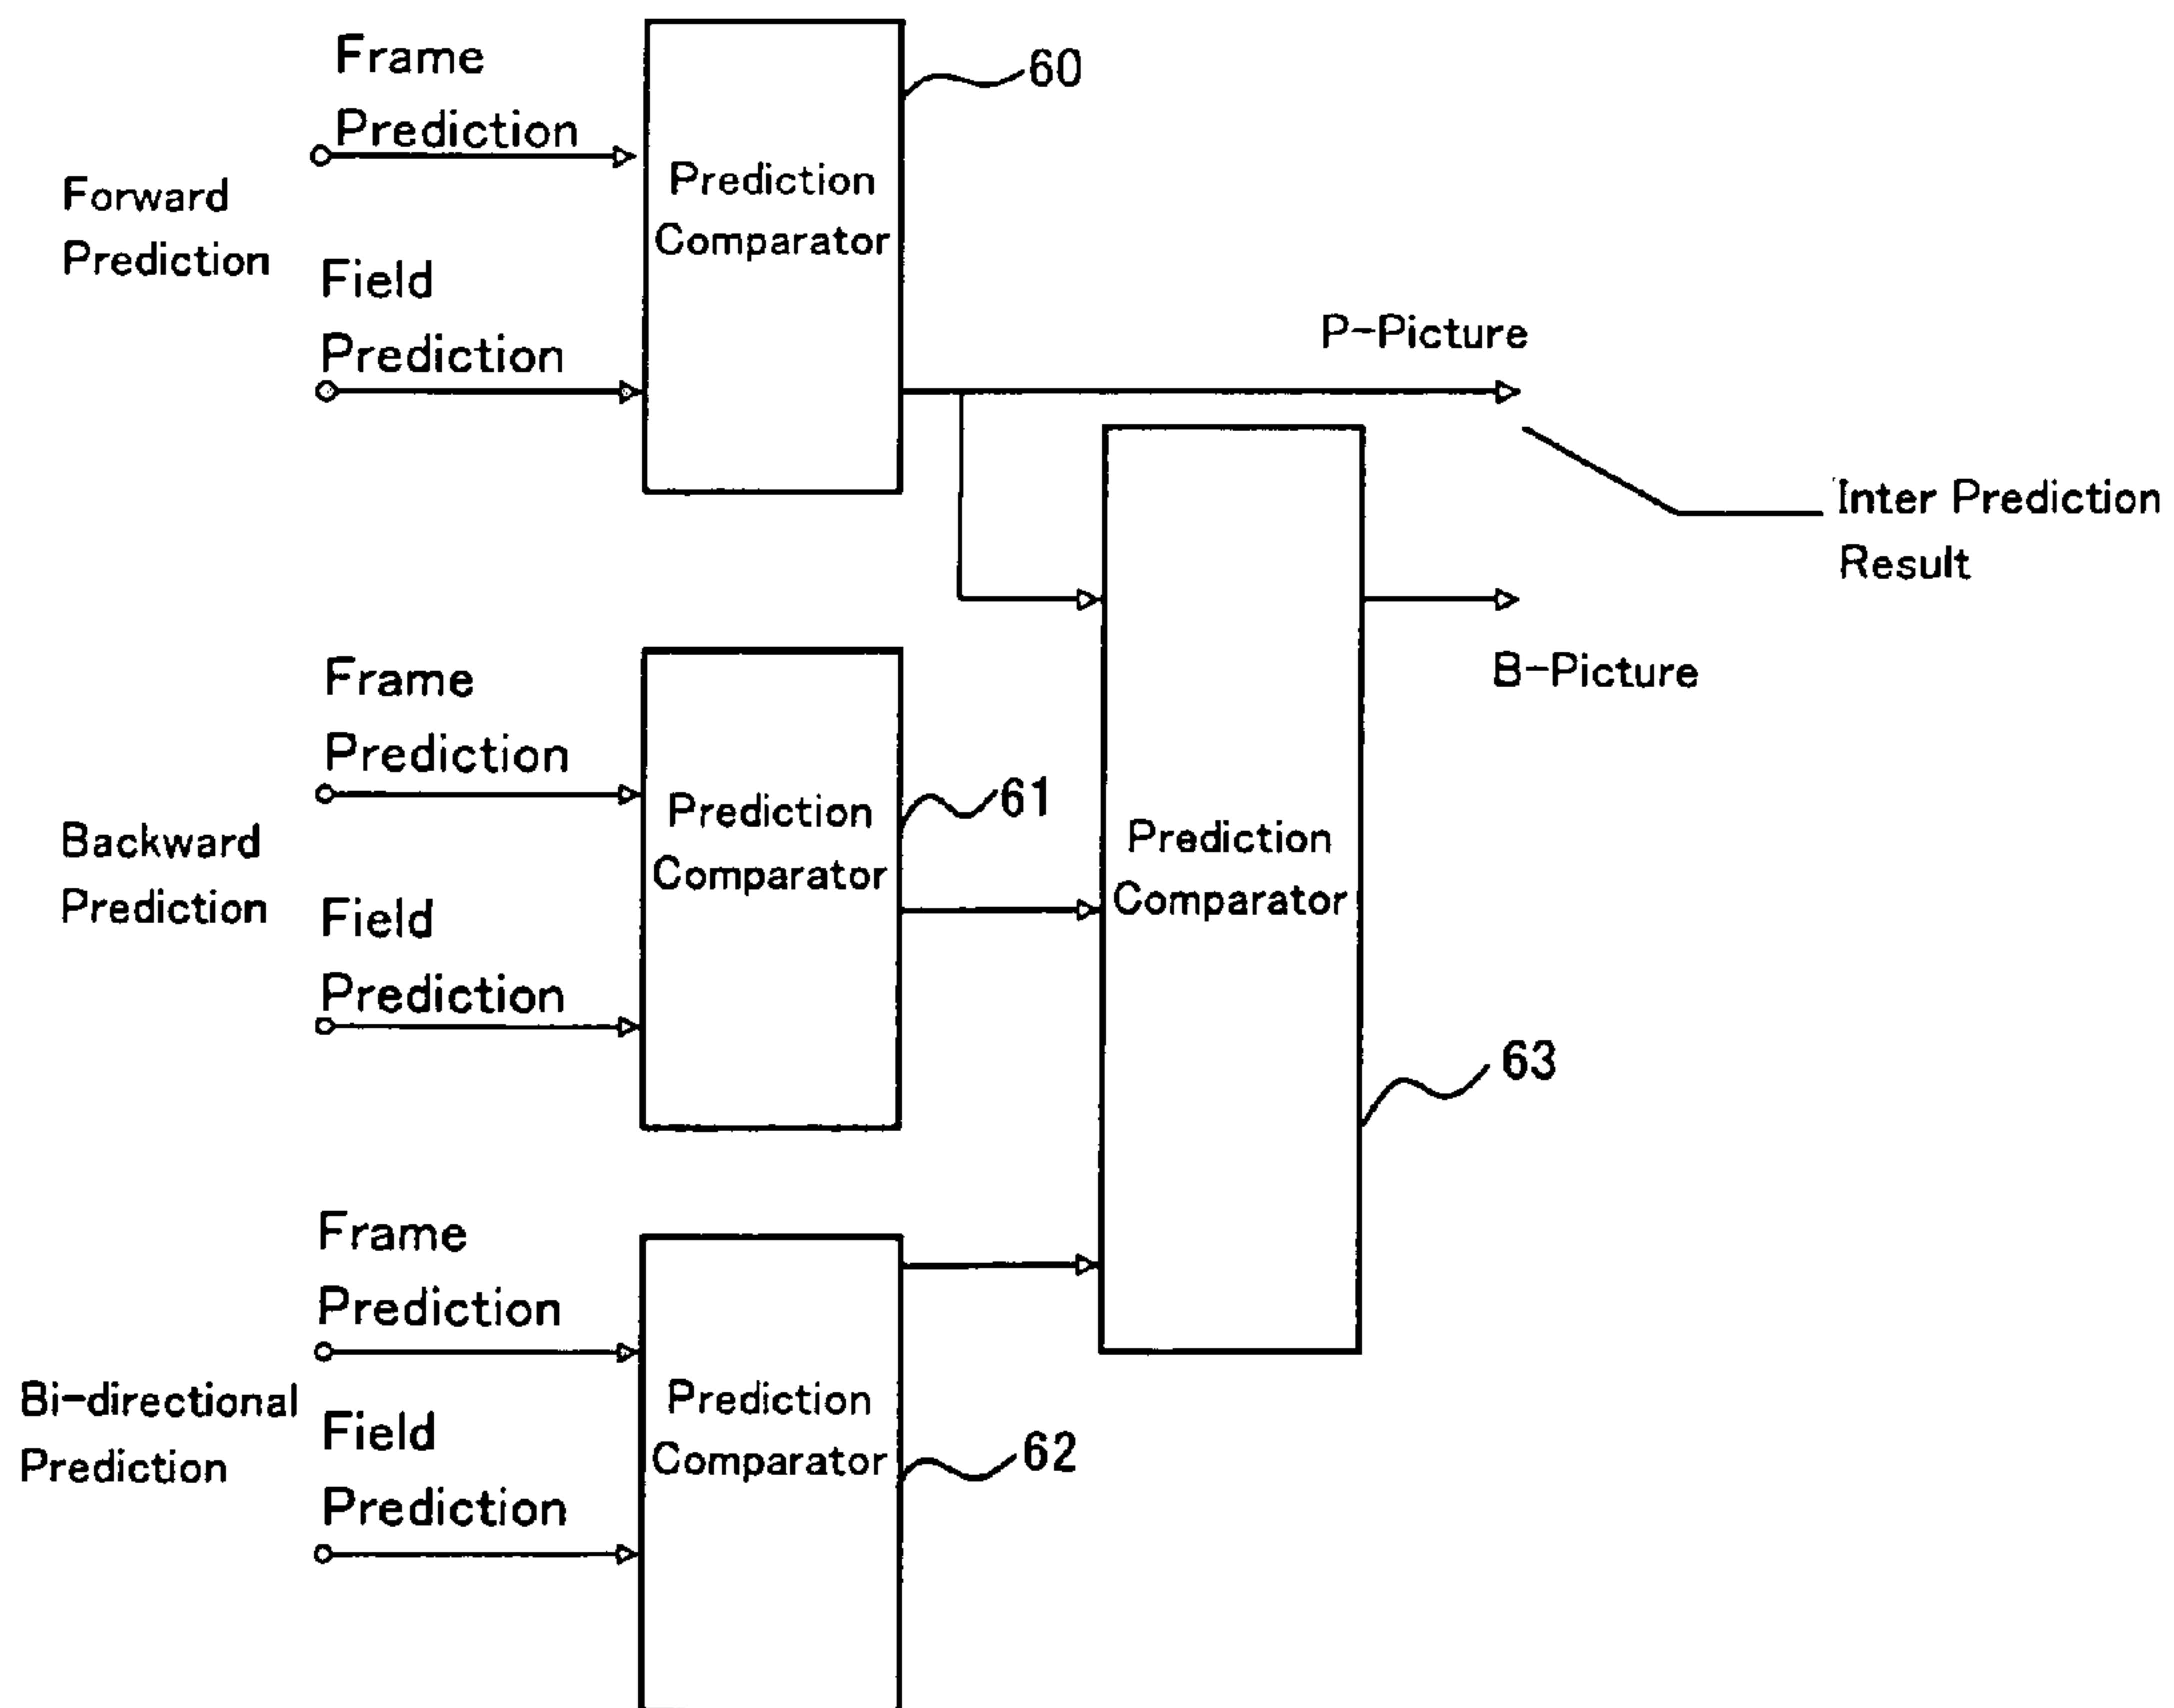 Frame
Prediction
60
Forward
Prediction
Prediction
Comparator
Field
Prediction
P-Picture
Inter Prediction
Result
B-Picture
Frame
Prediction
61
Backward
Prediction
Prediction
Comparator
Prediction
Comparator
Field
Prediction
63
Frame
Prediction
Bi-directional
Prediction
Prediction
Comparator
62
Field
Prediction